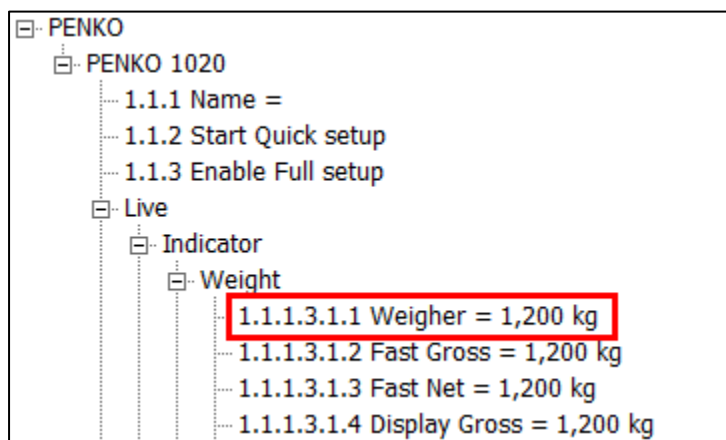 PENKO
PENKO 1020
1.1.1 Name =
1.1.2 Start Quick setup
1.1.3 Enable Full setup
Live
Indicator
Weight
1.1.1.3.1.1 Weigher = 1,200 kg
1.1.1.3.1.2 Fast Gross = 1,200 kg
1.1.1.3.1.3 Fast Net = 1,200 kg
1.1.1.3.1.4 Display Gross = 1,200 kg